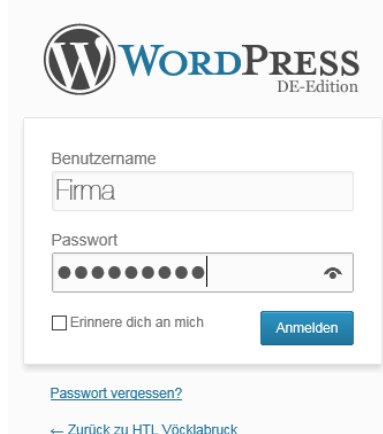 WORDPRESS
DE-Edition
Benutzername
Firma
Passwort
Erinnere dich an mich
Anmelden
Passwort vergessen?
← Zurück zu HTL Vöcklabruck